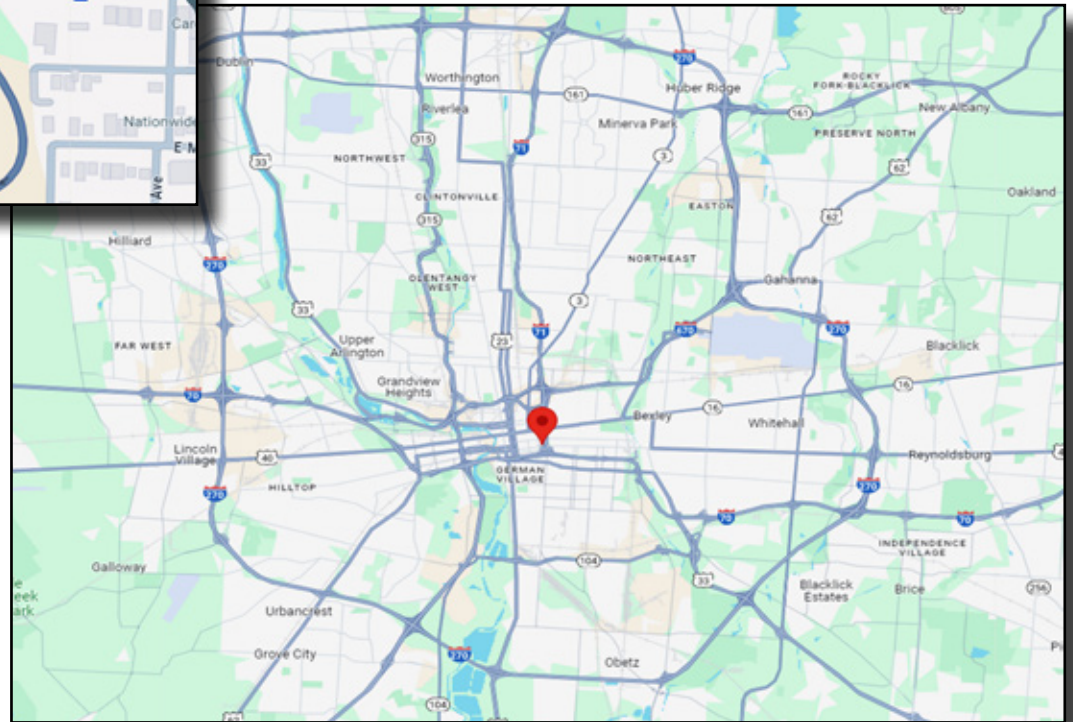 Car
Nationwide
E M
Ave
Dublin
Worthington
270
Huber Ridge
ROCKY
FORK-BLACKLICK
161
161
New Albany
Riverlea
Minerva Park
PRESERVE NORTH
315
71
3
33
NORTHWEST
62
CLINTONVILLE
Oakland
EASTON
315
62
Hilliard
NORTHEAST
270
OLENTANGY
WEST
Gahanna
33
3
71
670
270
23
FAR WEST
Upper
Arlington
Blacklick
Grandview
Heights
16
70
Bexley
16
Whitehall
Lincoln
Village
40
Reynoldsburg
GERMAN
VILLAGE
HILLTOP
270
270
70
70
INDEPENDENCE
VILLAGE
104
Galloway
33
Blacklick
Estates
Brice
256
eek
ark
Urbancrest
Grove City
270
Obetz
104
62